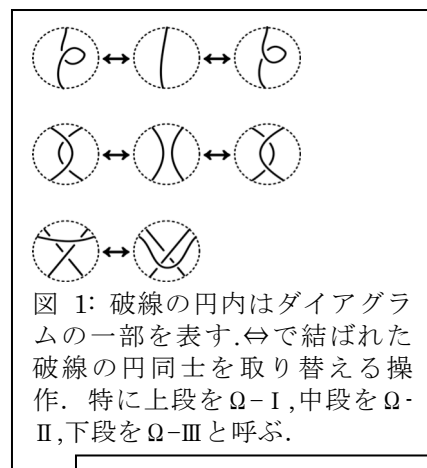 図 1: 破線の円内はダイアグラ
ムの一部を表す.⇔で結ばれた
破線の円同士を取り替える操
作. 特に上段をΩ-Ⅰ,中段をΩ-
Ⅱ,下段をΩ-Ⅲと呼ぶ.